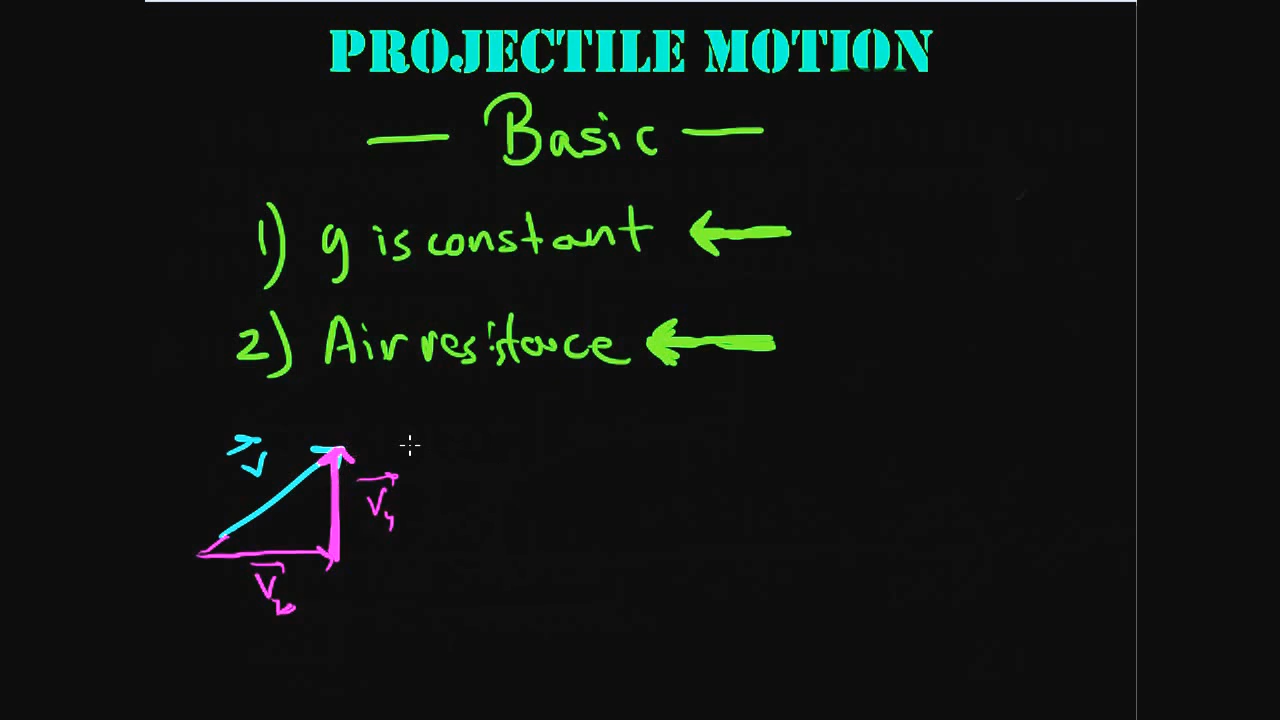 PROJECTILE MOTION
— Basic —
1) g is constant ←
2) Air resistance ←
v
Vy
Vx